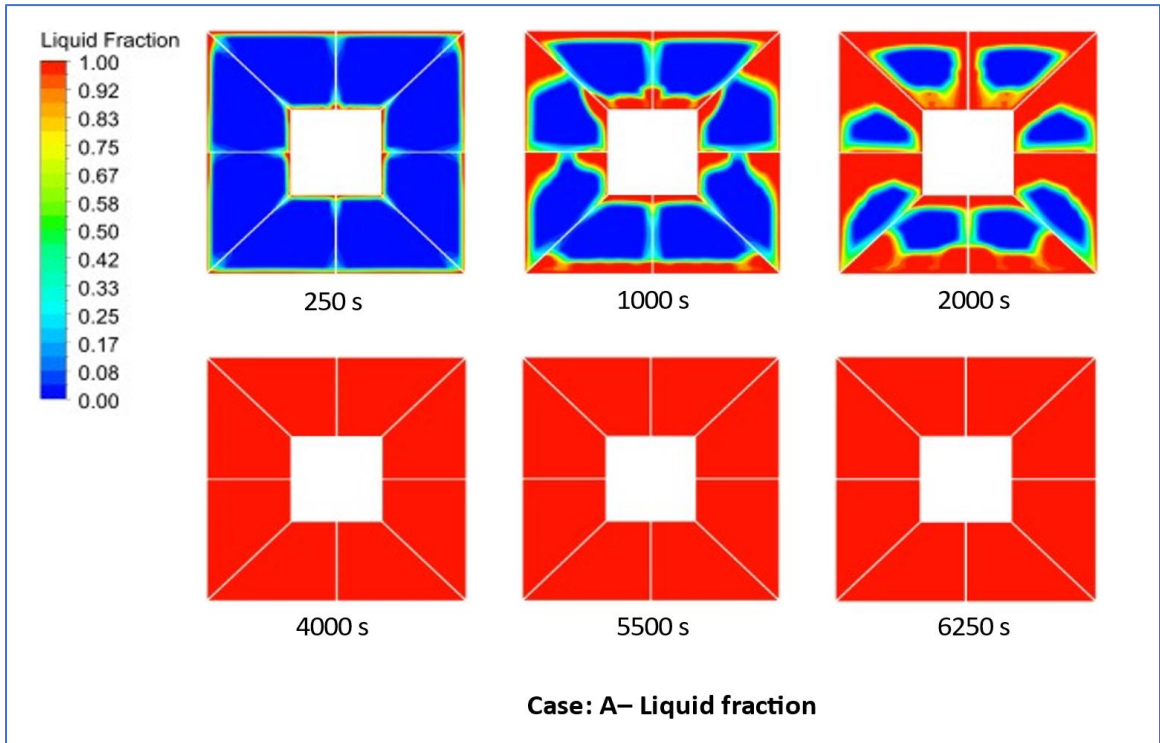 Liquid Fraction
1.00
0.92
0.83
0.75
0.67
0.58
0.50
0.42
0.33
0.25
0.17
0.08
0.00
250 s
1000 s
2000 s
4000 s
5500 s
6250 s
Case: A– Liquid fraction